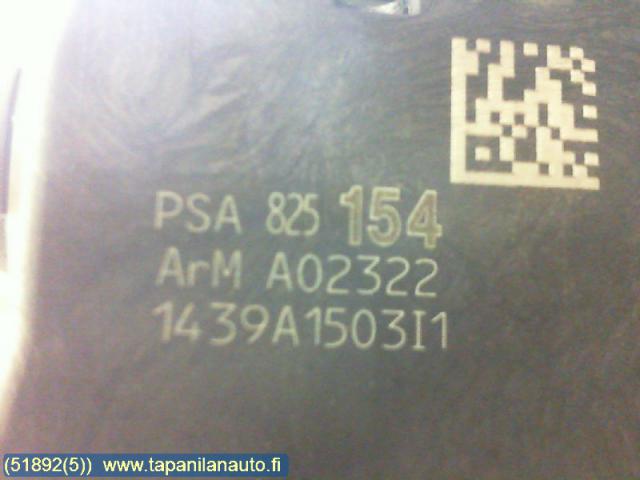 PSA 825 154
ArM A02322
1439A1503I1
(51892(5)) www.tapanilanauto.fi